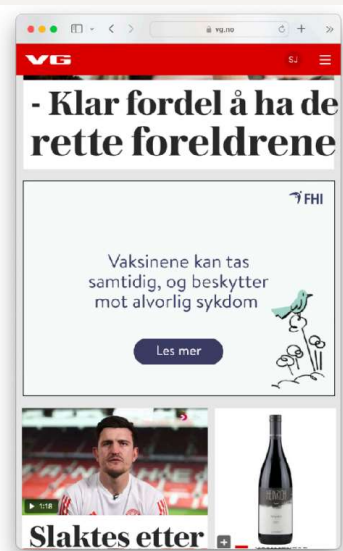 vg.no
VG
SJ
- Klar fordel å ha de
rette foreldrene
FHI
Vaksinene kan tas
samtidig, og beskytter
mot alvorlig sykdom
Les mer
1:18
Slaktes etter